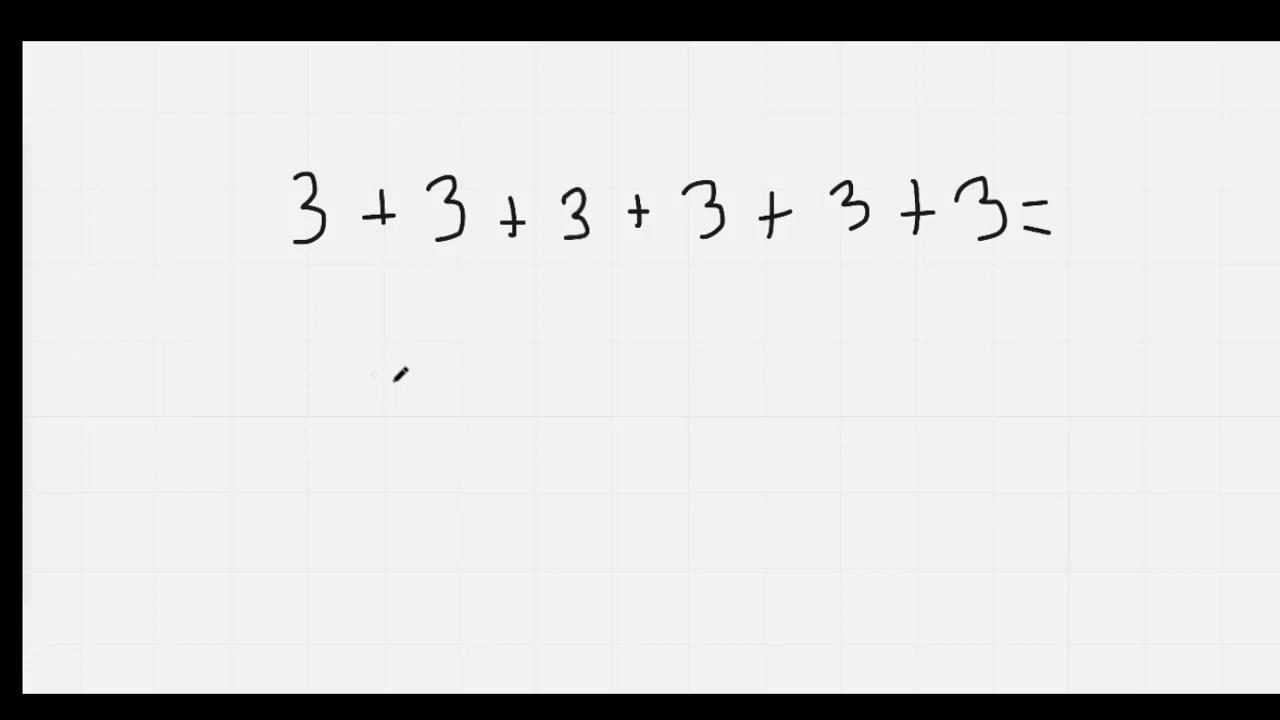 3 + 3 + 3 + 3 + 3 + 3 =